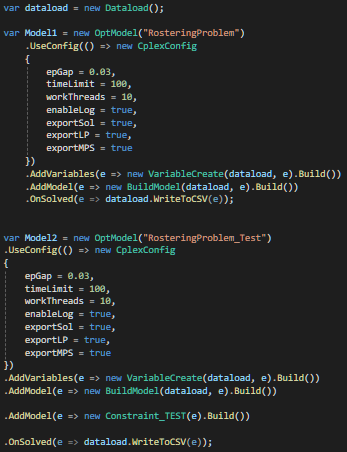 var dataload = new Dataload();
var Model1 = new OptModel("RosteringProblem")
.UseConfig(() => new CplexConfig
{
epGap = 0.03,
timeLimit = 100,
workThreads = 10,
enableLog = true,
exportSol = true,
exportLP = true,
exportMPS = true
})
.AddVariables(e => new VariableCreate(dataload, e).Build())
.AddModel(e => new BuildModel(dataload, e).Build())
.OnSolved(e => dataload.WriteToCSV(e));
var Model2 = new OptModel("RosteringProblem_Test")
.UseConfig(() => new CplexConfig
{
epGap = 0.03,
timeLimit = 100,
workThreads = 10,
enableLog = true,
exportSol = true,
exportLP = true,
exportMPS = true
})
.AddVariables(e => new VariableCreate(dataload, e).Build())
.AddModel(e => new BuildModel(dataload, e).Build())
.AddModel(e => new Constraint_TEST(e).Build())
.OnSolved(e => dataload.WriteToCSV(e));